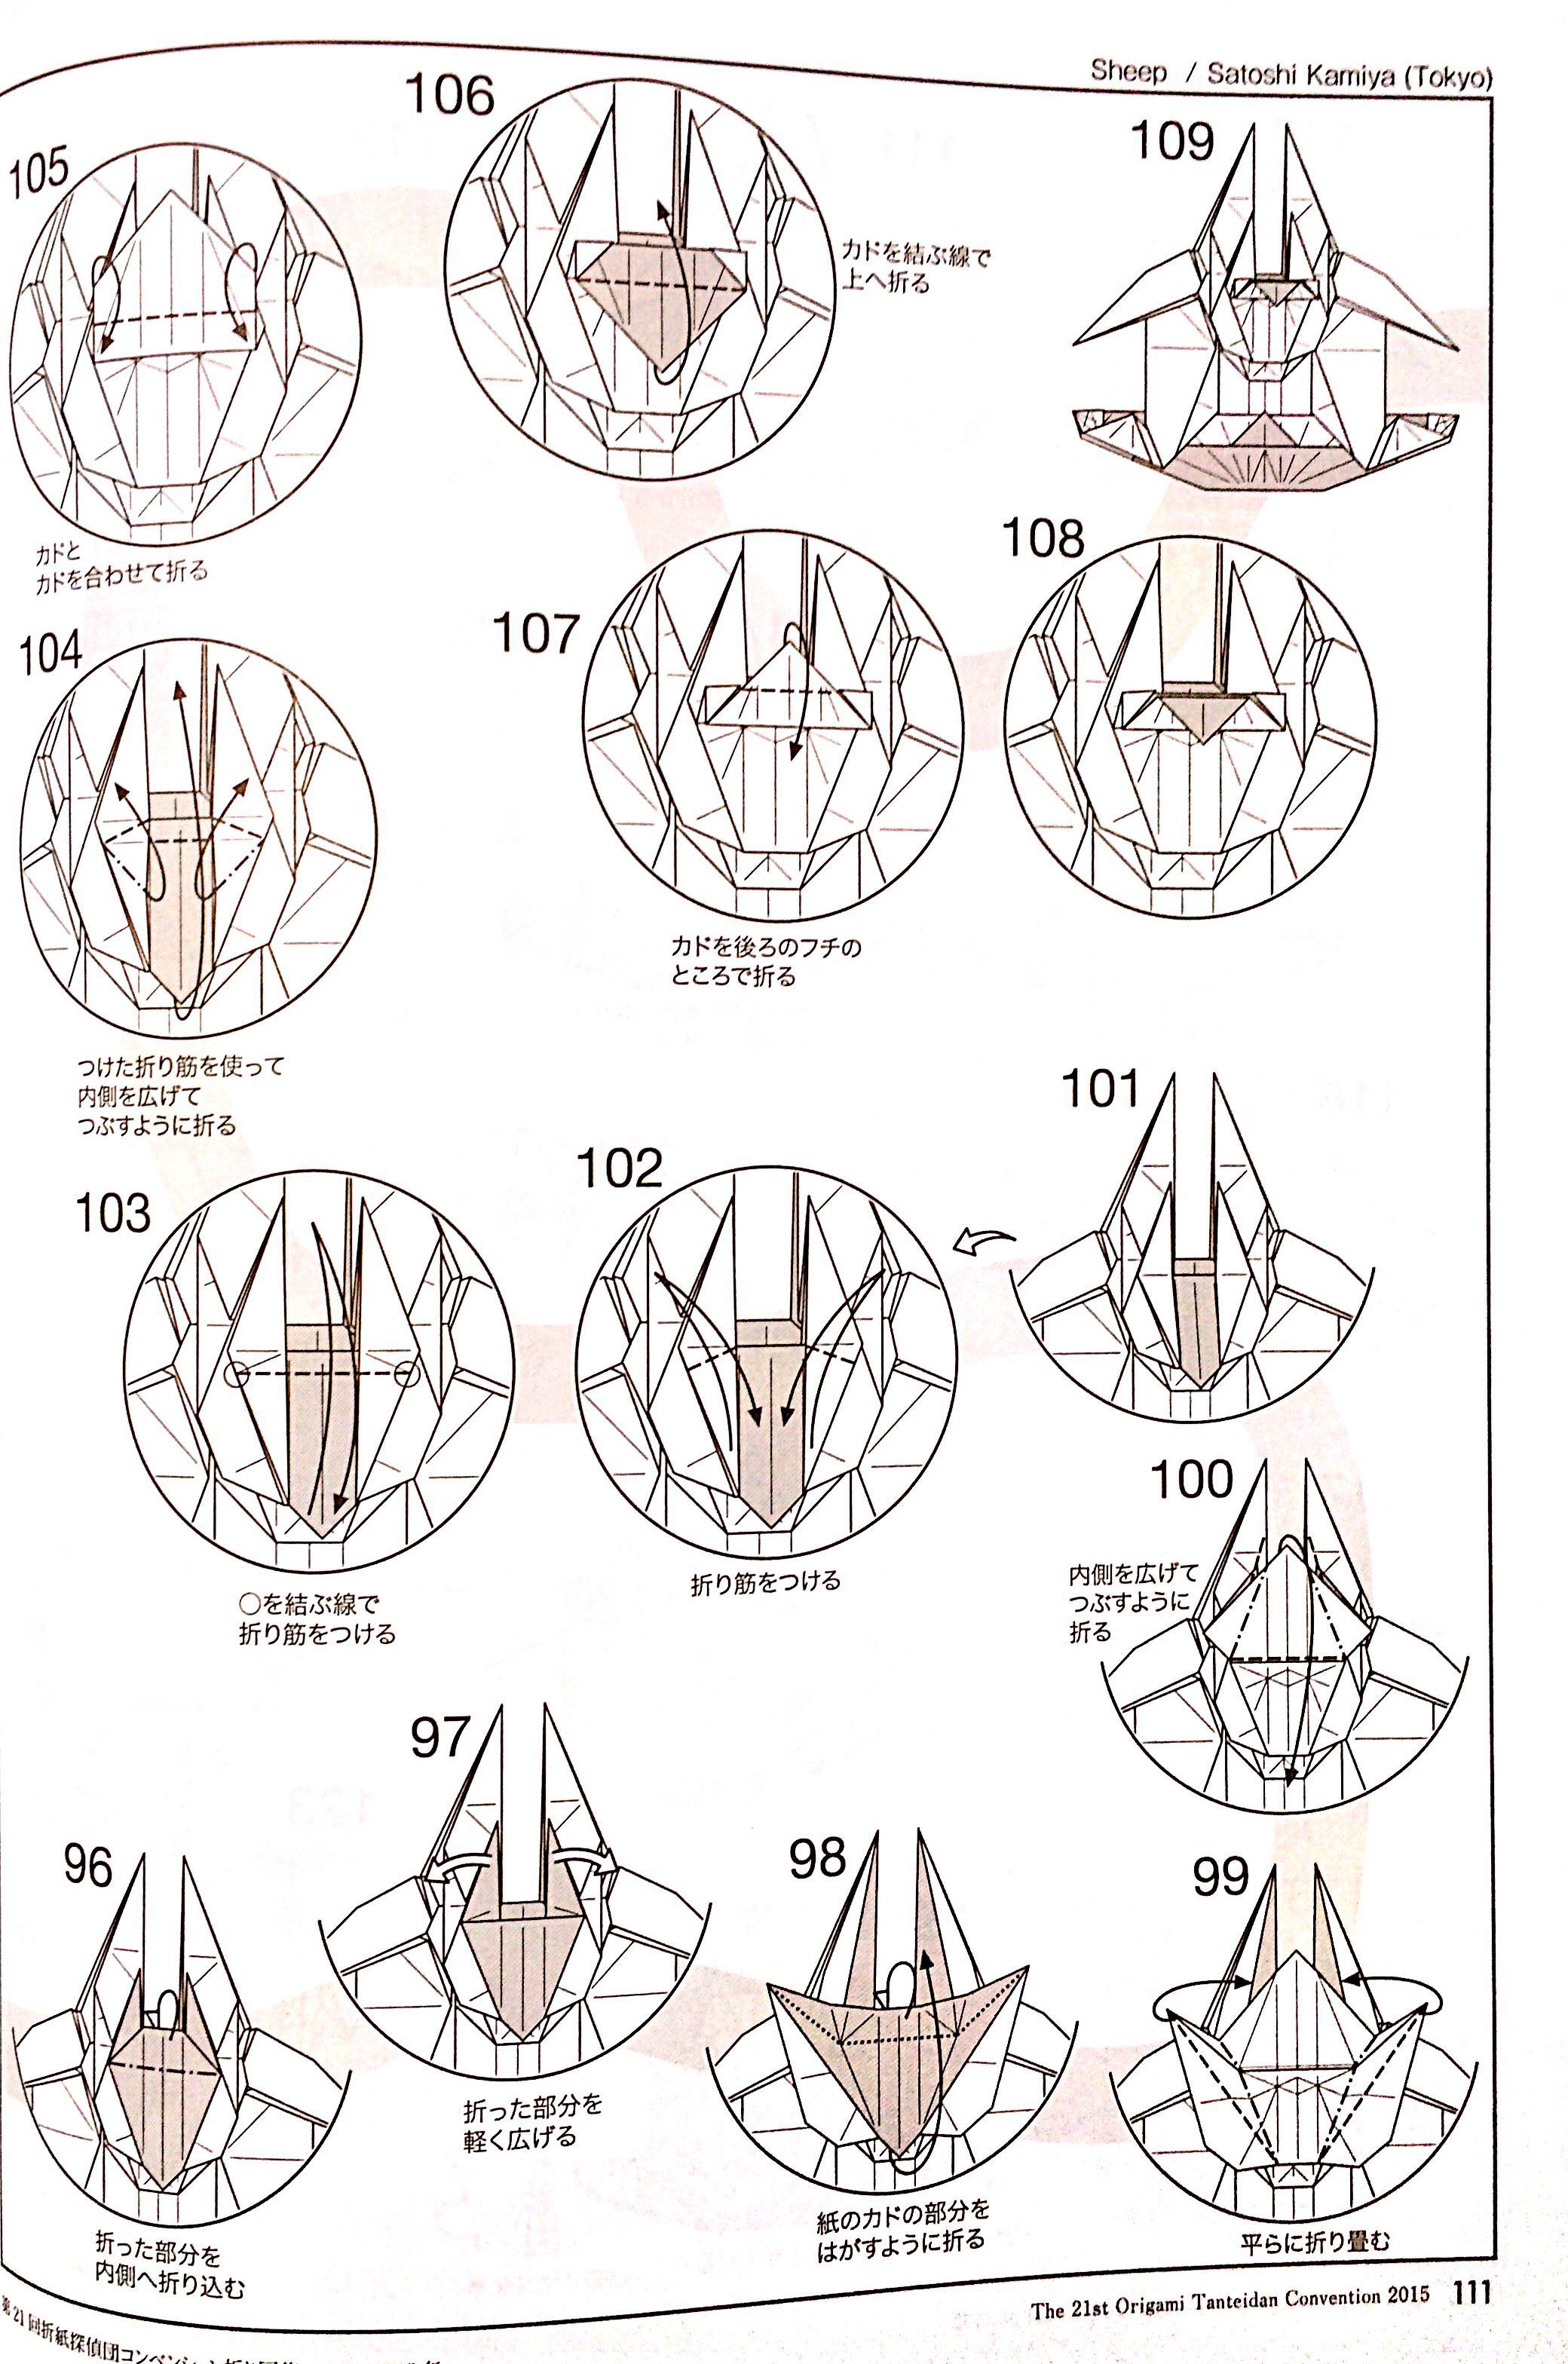 Sheep / Satoshi Kamiya (Tokyo)
96
折った部分を
内側へ折り込む
97
折った部分を
軽く広げる
98
紙のカドの部分を
はがすように折る
99
平らに折り畳む
100
内側を広げて
つぶすように
折る
101
102
折り筋をつける
103
○を結ぶ線で
折り筋をつける
104
つけた折り筋を使って
内側を広げて
つぶすように折る
105
カドと
カドを合わせて折る
106
カドを結ぶ線で
上へ折る
107
カドを後ろのフチの
ところで折る
108
109
The 21st Origami Tanteidan Convention 2015 111
第21回折紙探偵団コンベンション折り図集